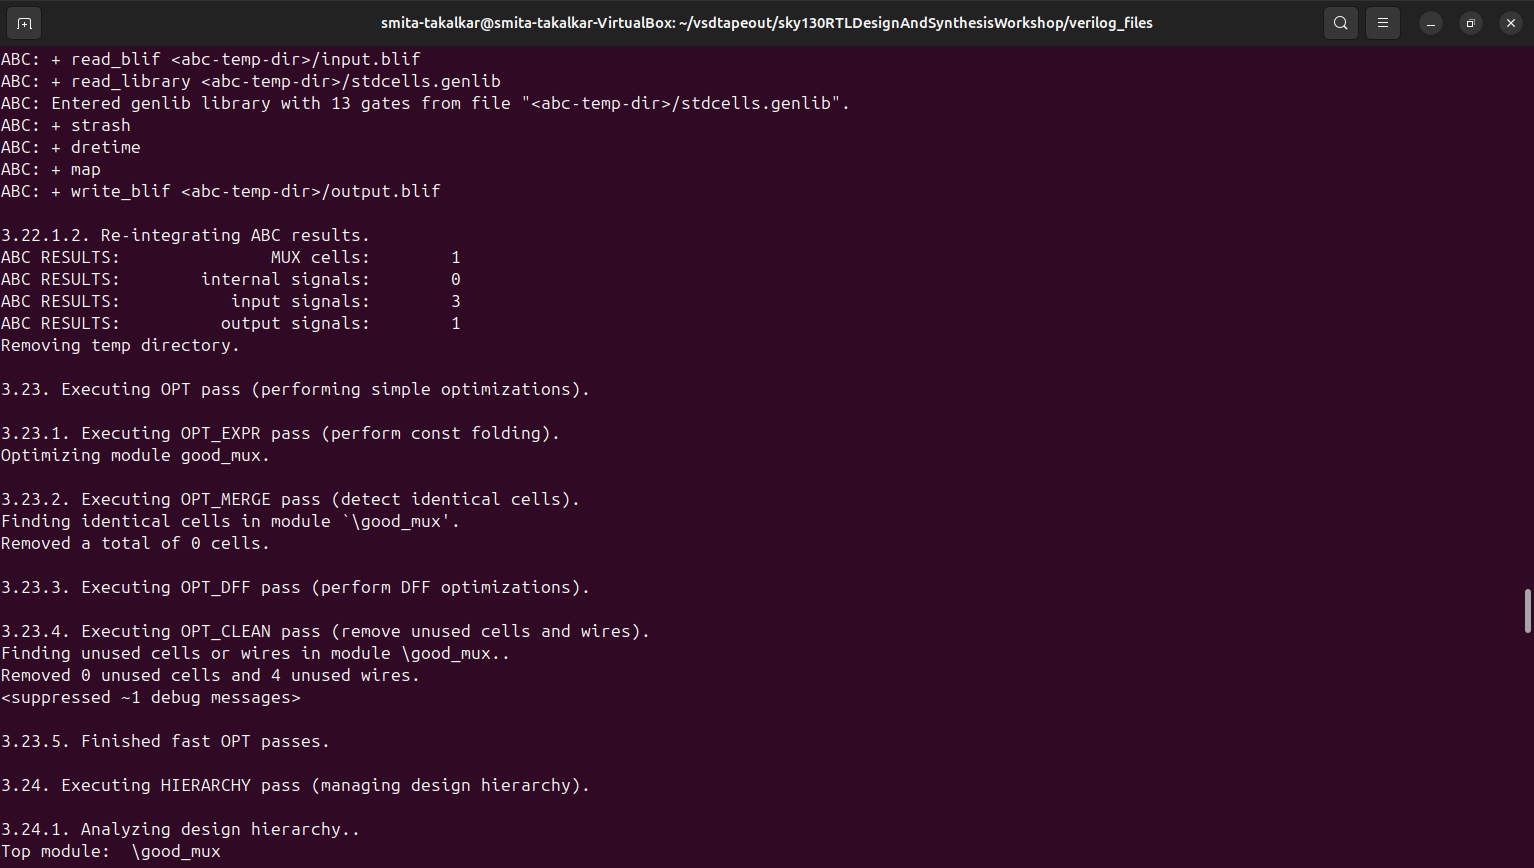 smita-takalkar@smita-takalkar-VirtualBox: ~/vsdtapeout/sky130RTLDesignAndSynthesisWorkshop/verilog_files
ABC: + read_blif <abc-temp-dir>/input.blif
ABC: + read_library <abc-temp-dir>/stdcells.genlib
ABC: Entered genlib library with 13 gates from file "<abc-temp-dir>/stdcells.genlib".
ABC: + strash
ABC: + dretime
ABC: + map
ABC: + write_blif <abc-temp-dir>/output.blif
3.22.1.2. Re-integrating ABC results.
ABC RESULTS:               MUX cells:        1
ABC RESULTS:        internal signals:        0
ABC RESULTS:           input signals:        3
ABC RESULTS:          output signals:        1
Removing temp directory.
3.23. Executing OPT pass (performing simple optimizations).
3.23.1. Executing OPT_EXPR pass (perform const folding).
Optimizing module good_mux.
3.23.2. Executing OPT_MERGE pass (detect identical cells).
Finding identical cells in module `\good_mux'.
Removed a total of 0 cells.
3.23.3. Executing OPT_DFF pass (perform DFF optimizations).
3.23.4. Executing OPT_CLEAN pass (remove unused cells and wires).
Finding unused cells or wires in module \good_mux..
Removed 0 unused cells and 4 unused wires.
<suppressed ~1 debug messages>
3.23.5. Finished fast OPT passes.
3.24. Executing HIERARCHY pass (managing design hierarchy).
3.24.1. Analyzing design hierarchy..
Top module:  \good_mux